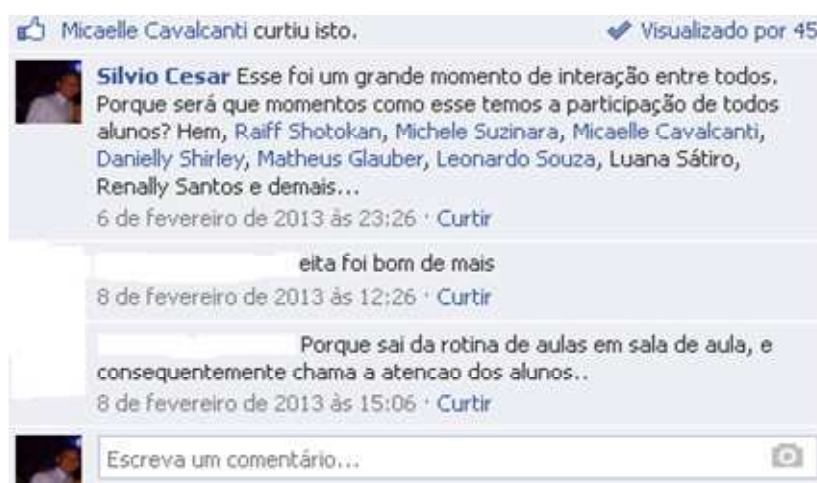 Micaelle Cavalcanti curtiu isto. Visualizado por 45
Silvio Cesar Esse foi um grande momento de interação entre todos.
Porque será que momentos como esse temos a participação de todos
alunos? Hem, Raiff Shotokan, Michele Suzinara, Micaelle Cavalcanti,
Danielly Shirley, Matheus Glauber, Leonardo Souza, Luana Sátiro,
Renally Santos e demais...
6 de fevereiro de 2013 às 23:26 · Curtir
eita foi bom de mais
8 de fevereiro de 2013 às 12:26 · Curtir
Porque sai da rotina de aulas em sala de aula, e
consequentemente chama a atencao dos alunos..
8 de fevereiro de 2013 às 15:06 · Curtir
Escreva um comentário...